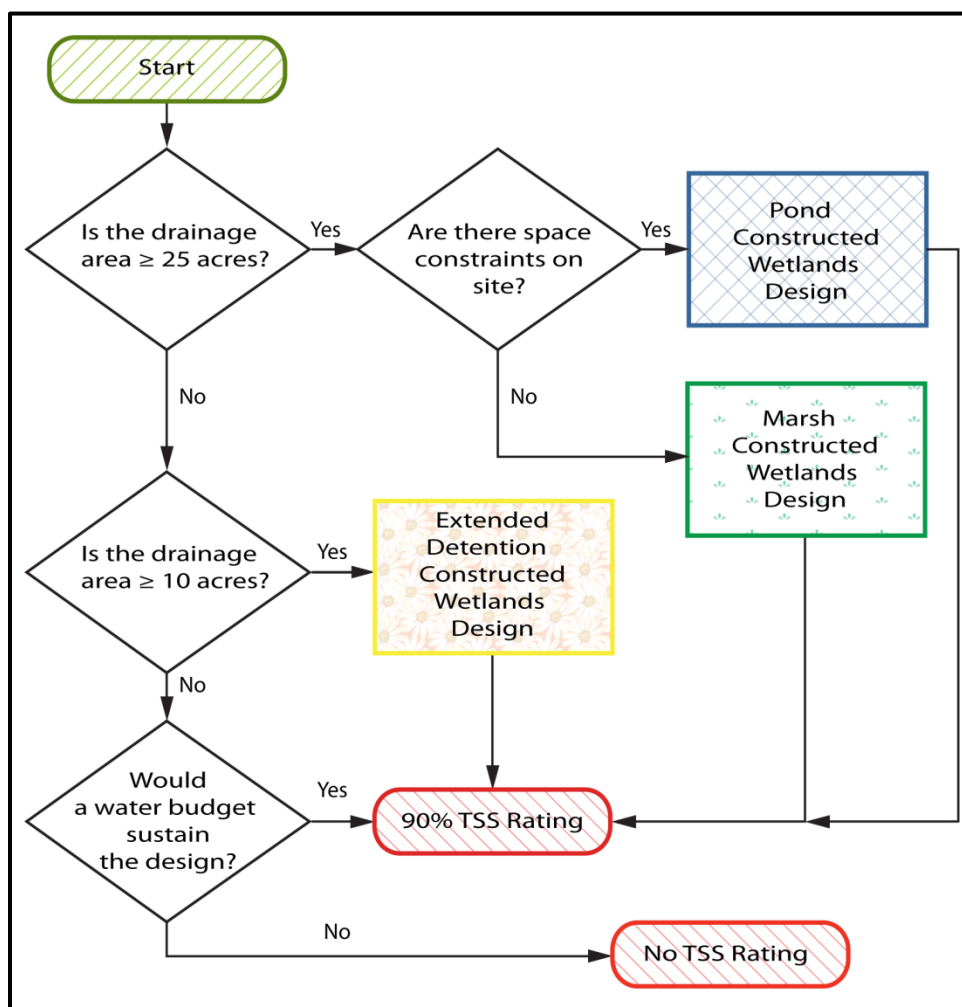 Start
Is the drainage
area ≥ 25 acres?
Yes
Are there space
constraints on
site?
Yes
Pond
Constructed
Wetlands
Design
No
No
Marsh
Constructed
Wetlands
Design
Is the drainage
area ≥ 10 acres?
Yes
Extended
Detention
Constructed
Wetlands
Design
No
Would
a water budget
sustain
the design?
Yes
90% TSS Rating
No
No TSS Rating